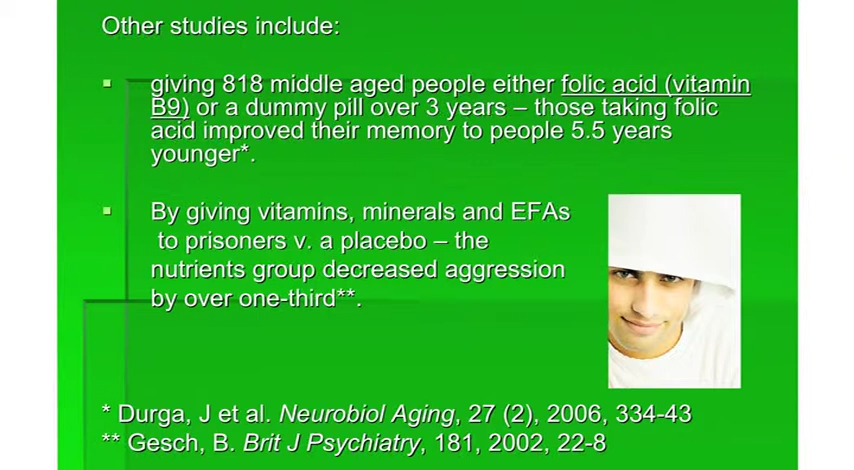 Other studies include:
giving 818 middle aged people either folic acid (vitamin
B9) or a dummy pill over 3 years – those taking folic
acid improved their memory to people 5.5 years
younger*.
By giving vitamins, minerals and EFAs
to prisoners v. a placebo – the
nutrients group decreased aggression
by over one-third**.
* Durga, J et al. Neurobiol Aging, 27 (2), 2006, 334-43
** Gesch, B. Brit J Psychiatry, 181, 2002, 22-8